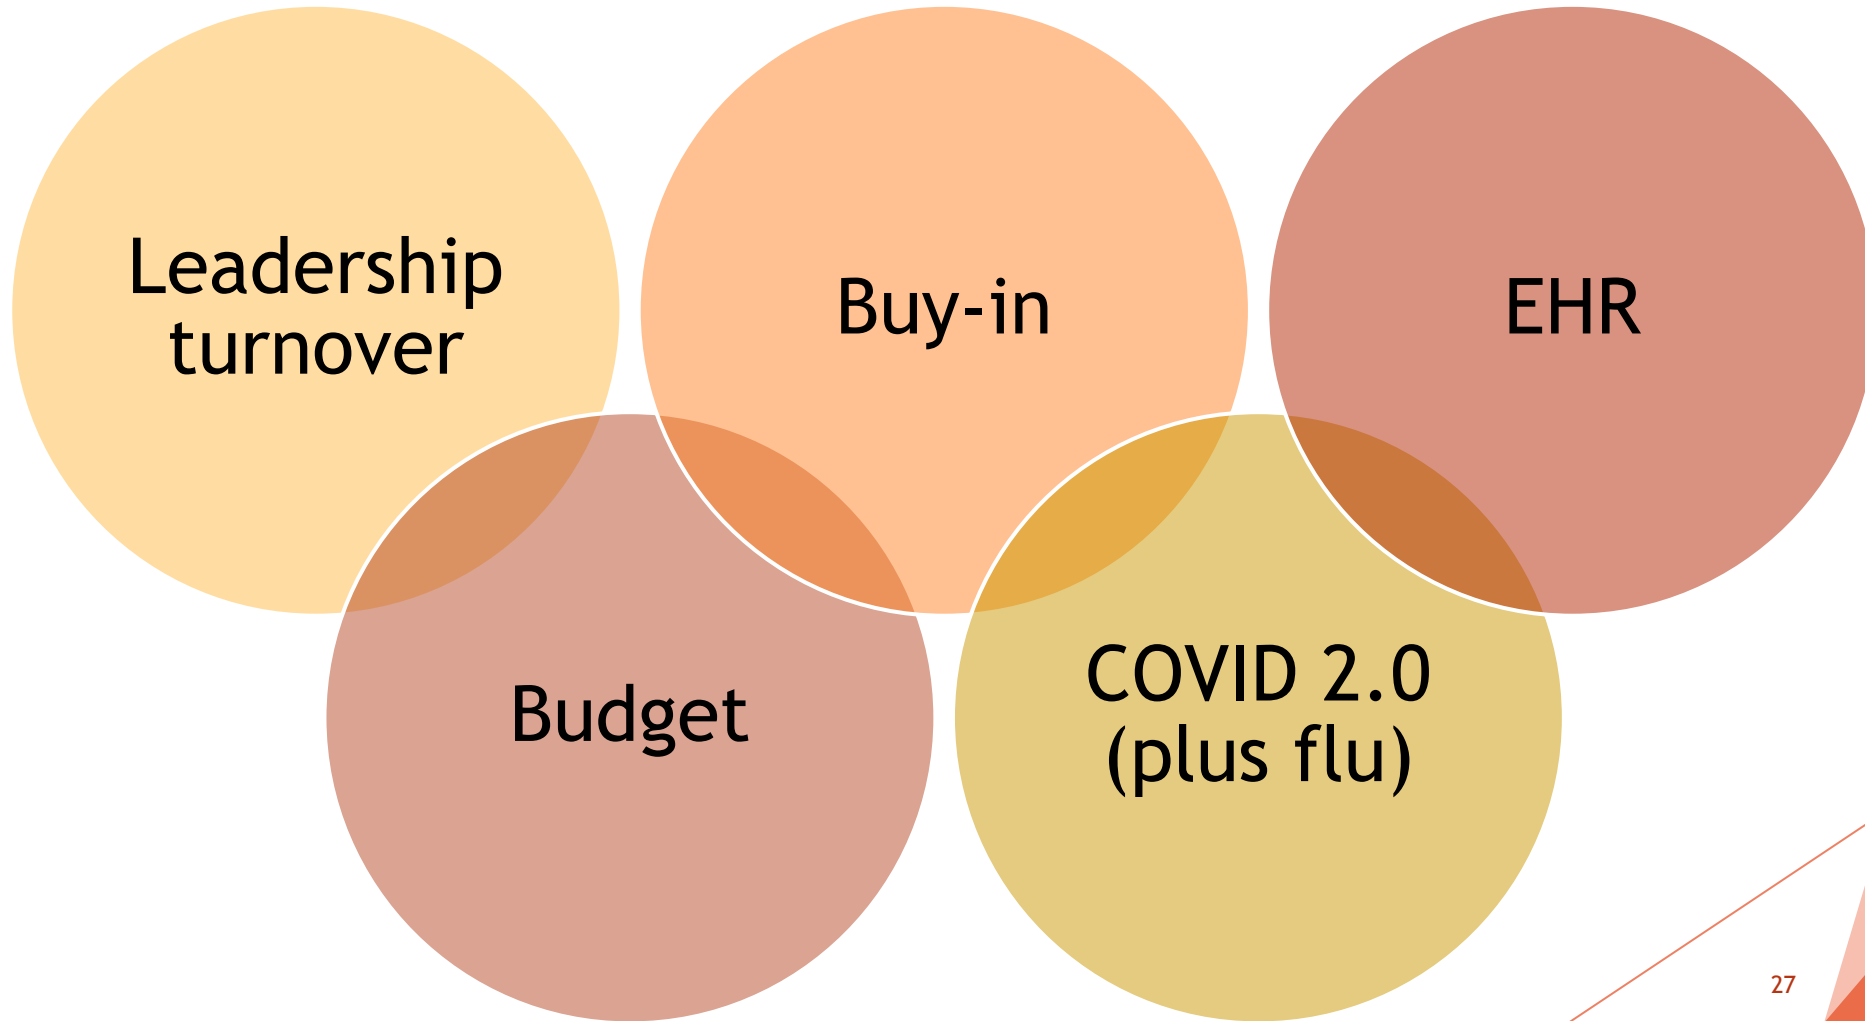 Leadership
turnover
Buy-in
EHR
Budget
COVID 2.0
(plus flu)
27